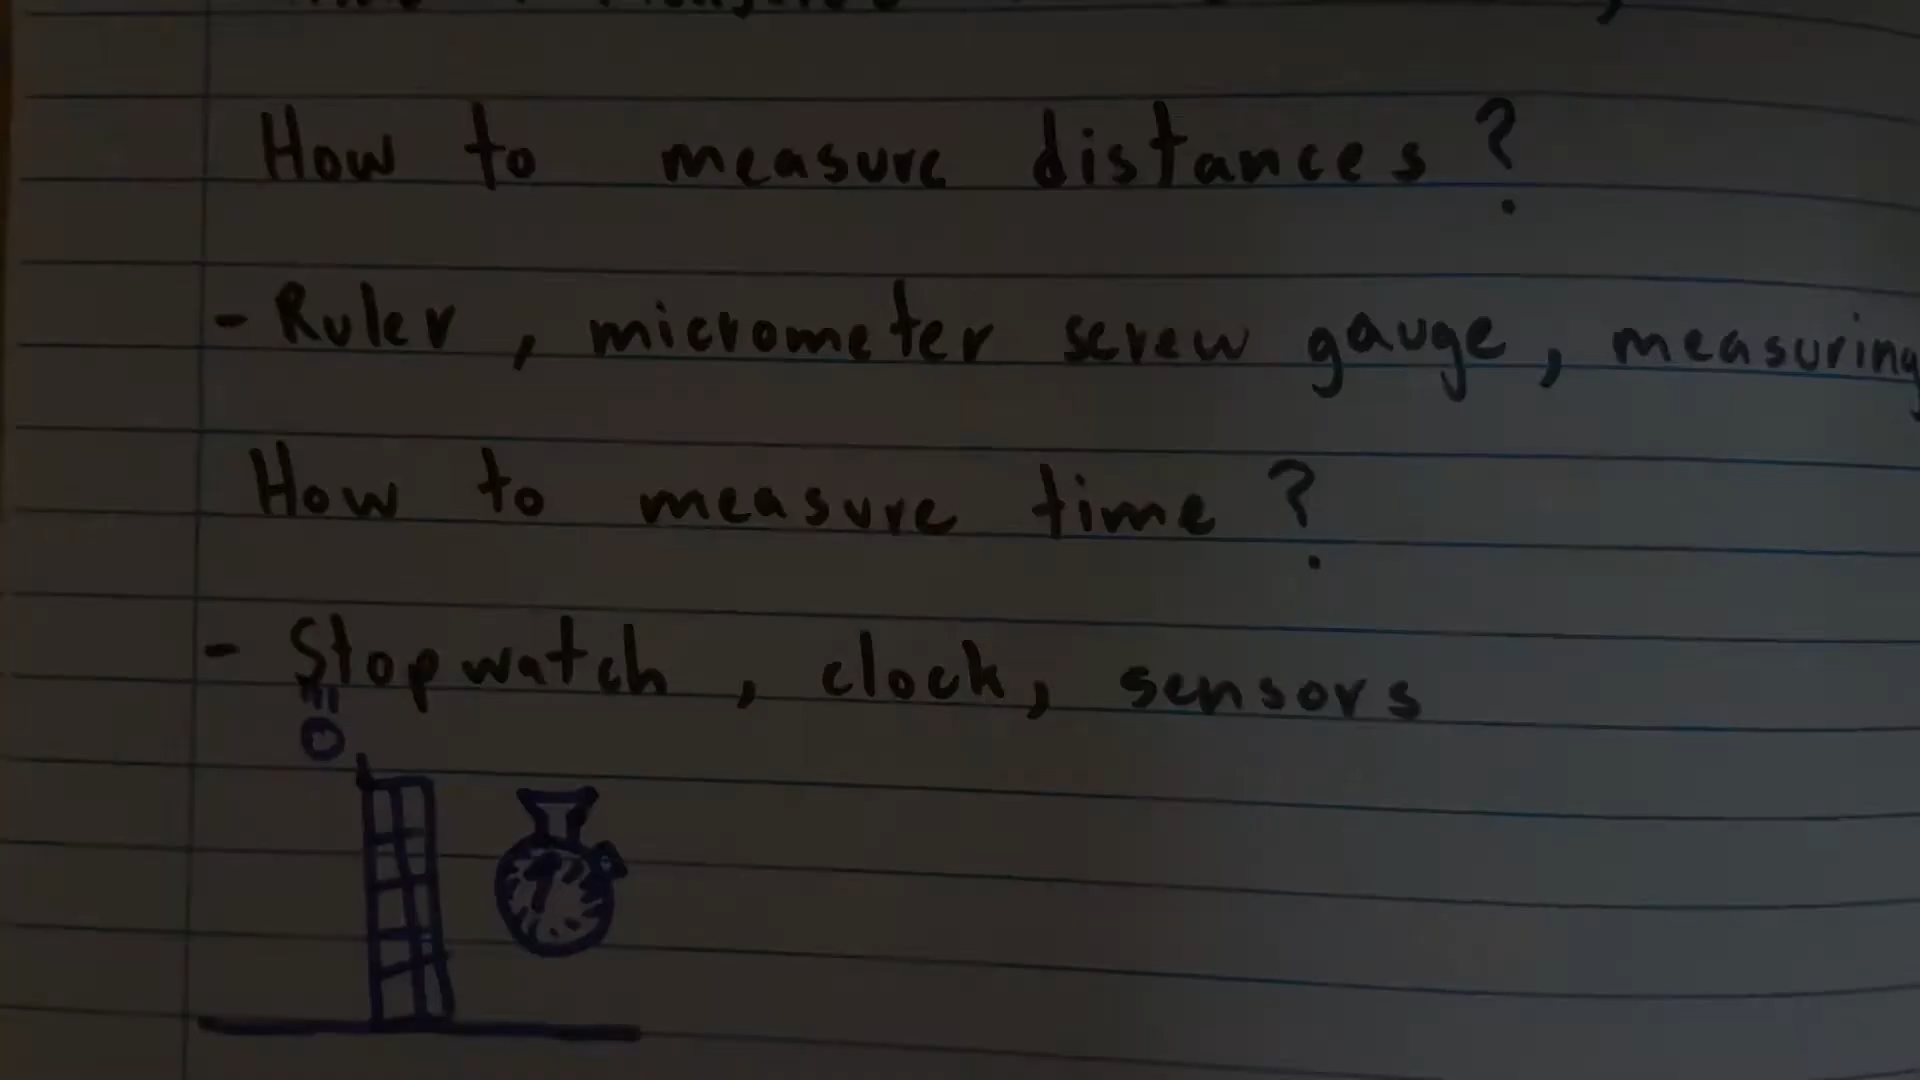 How to measure distances?
- Ruler, micrometer screw gauge, measuring
How to measure time?
- Stopwatch, clock, sensors